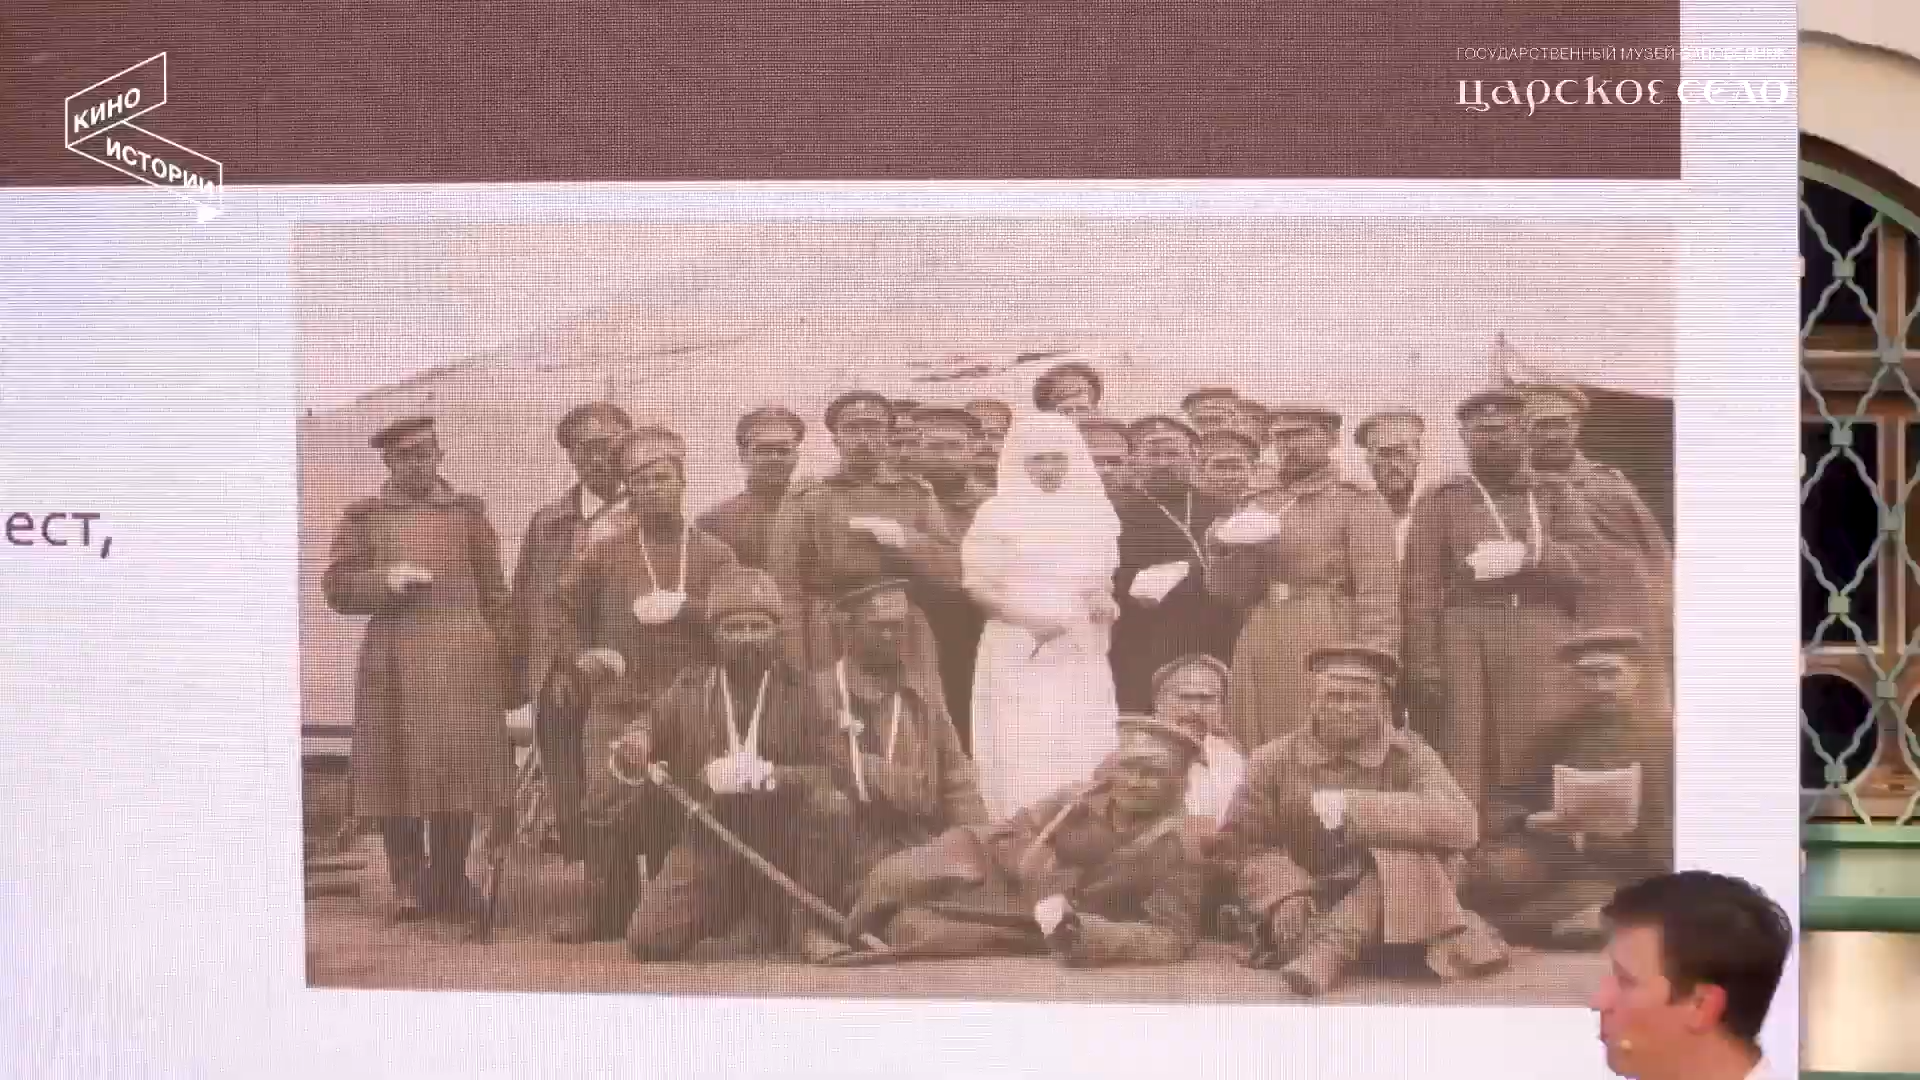 КИНО
ИСТОРИИ
ГОСУДАРСТВЕННЫЙ МУЗЕЙ-ЗАПОВЕДНИК
ЦАРСКОЕ СЕЛО
ест,